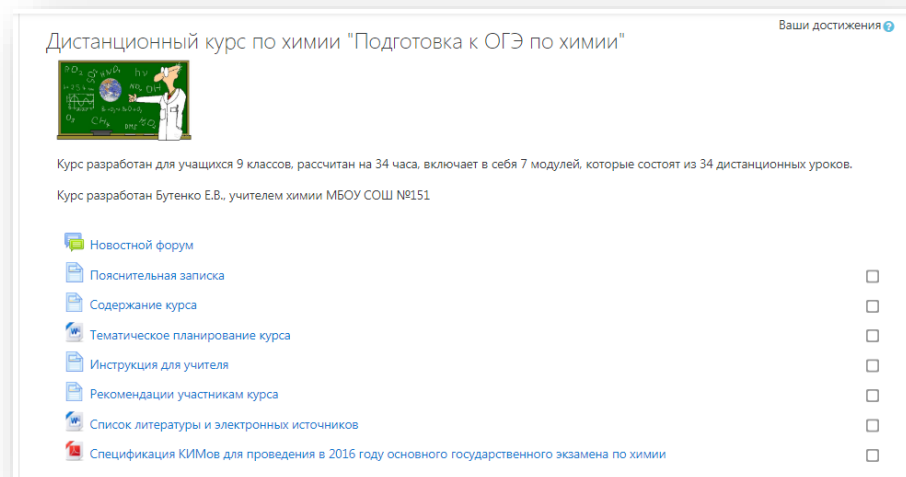 Ваши достижения
Дистанционный курс по химии "Подготовка к ОГЭ по химии"
Курс разработан для учащихся 9 классов, рассчитан на 34 часа, включает в себя 7 модулей, которые состоят из 34 дистанционных уроков.
Курс разработан Бутенко Е.В., учителем химии МБОУ СОШ №151
Новостной форум
Пояснительная записка
Содержание курса
Тематическое планирование курса
Инструкция для учителя
Рекомендации участникам курса
Список литературы и электронных источников
Спецификация КИМов для проведения в 2016 году основного государственного экзамена по химии